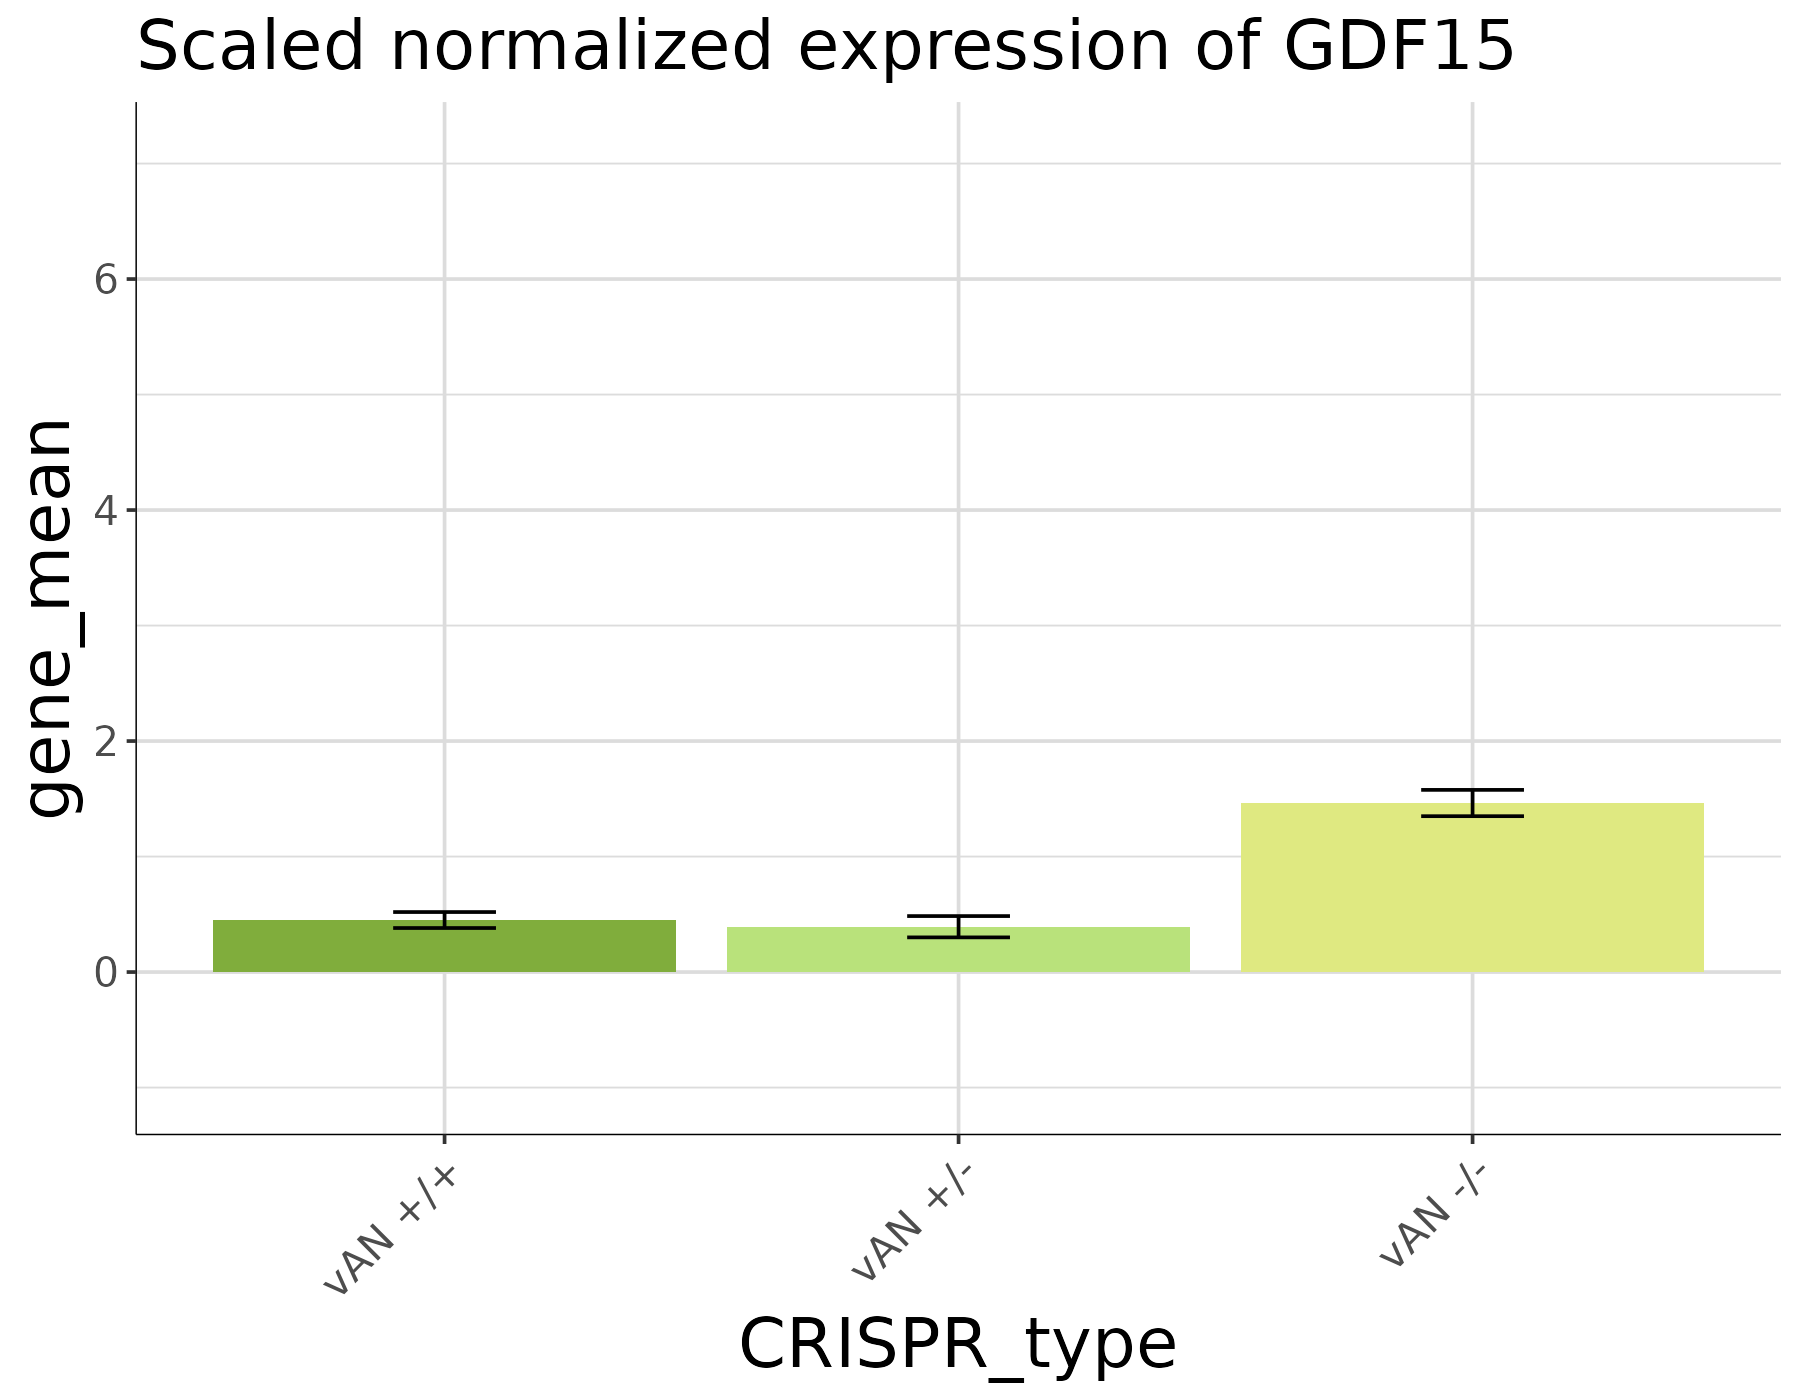 Scaled normalized expression of GDF15
gene_mean
6
4
2
0
vAN +/+
vAN +/-
vAN -/-
CRISPR_type